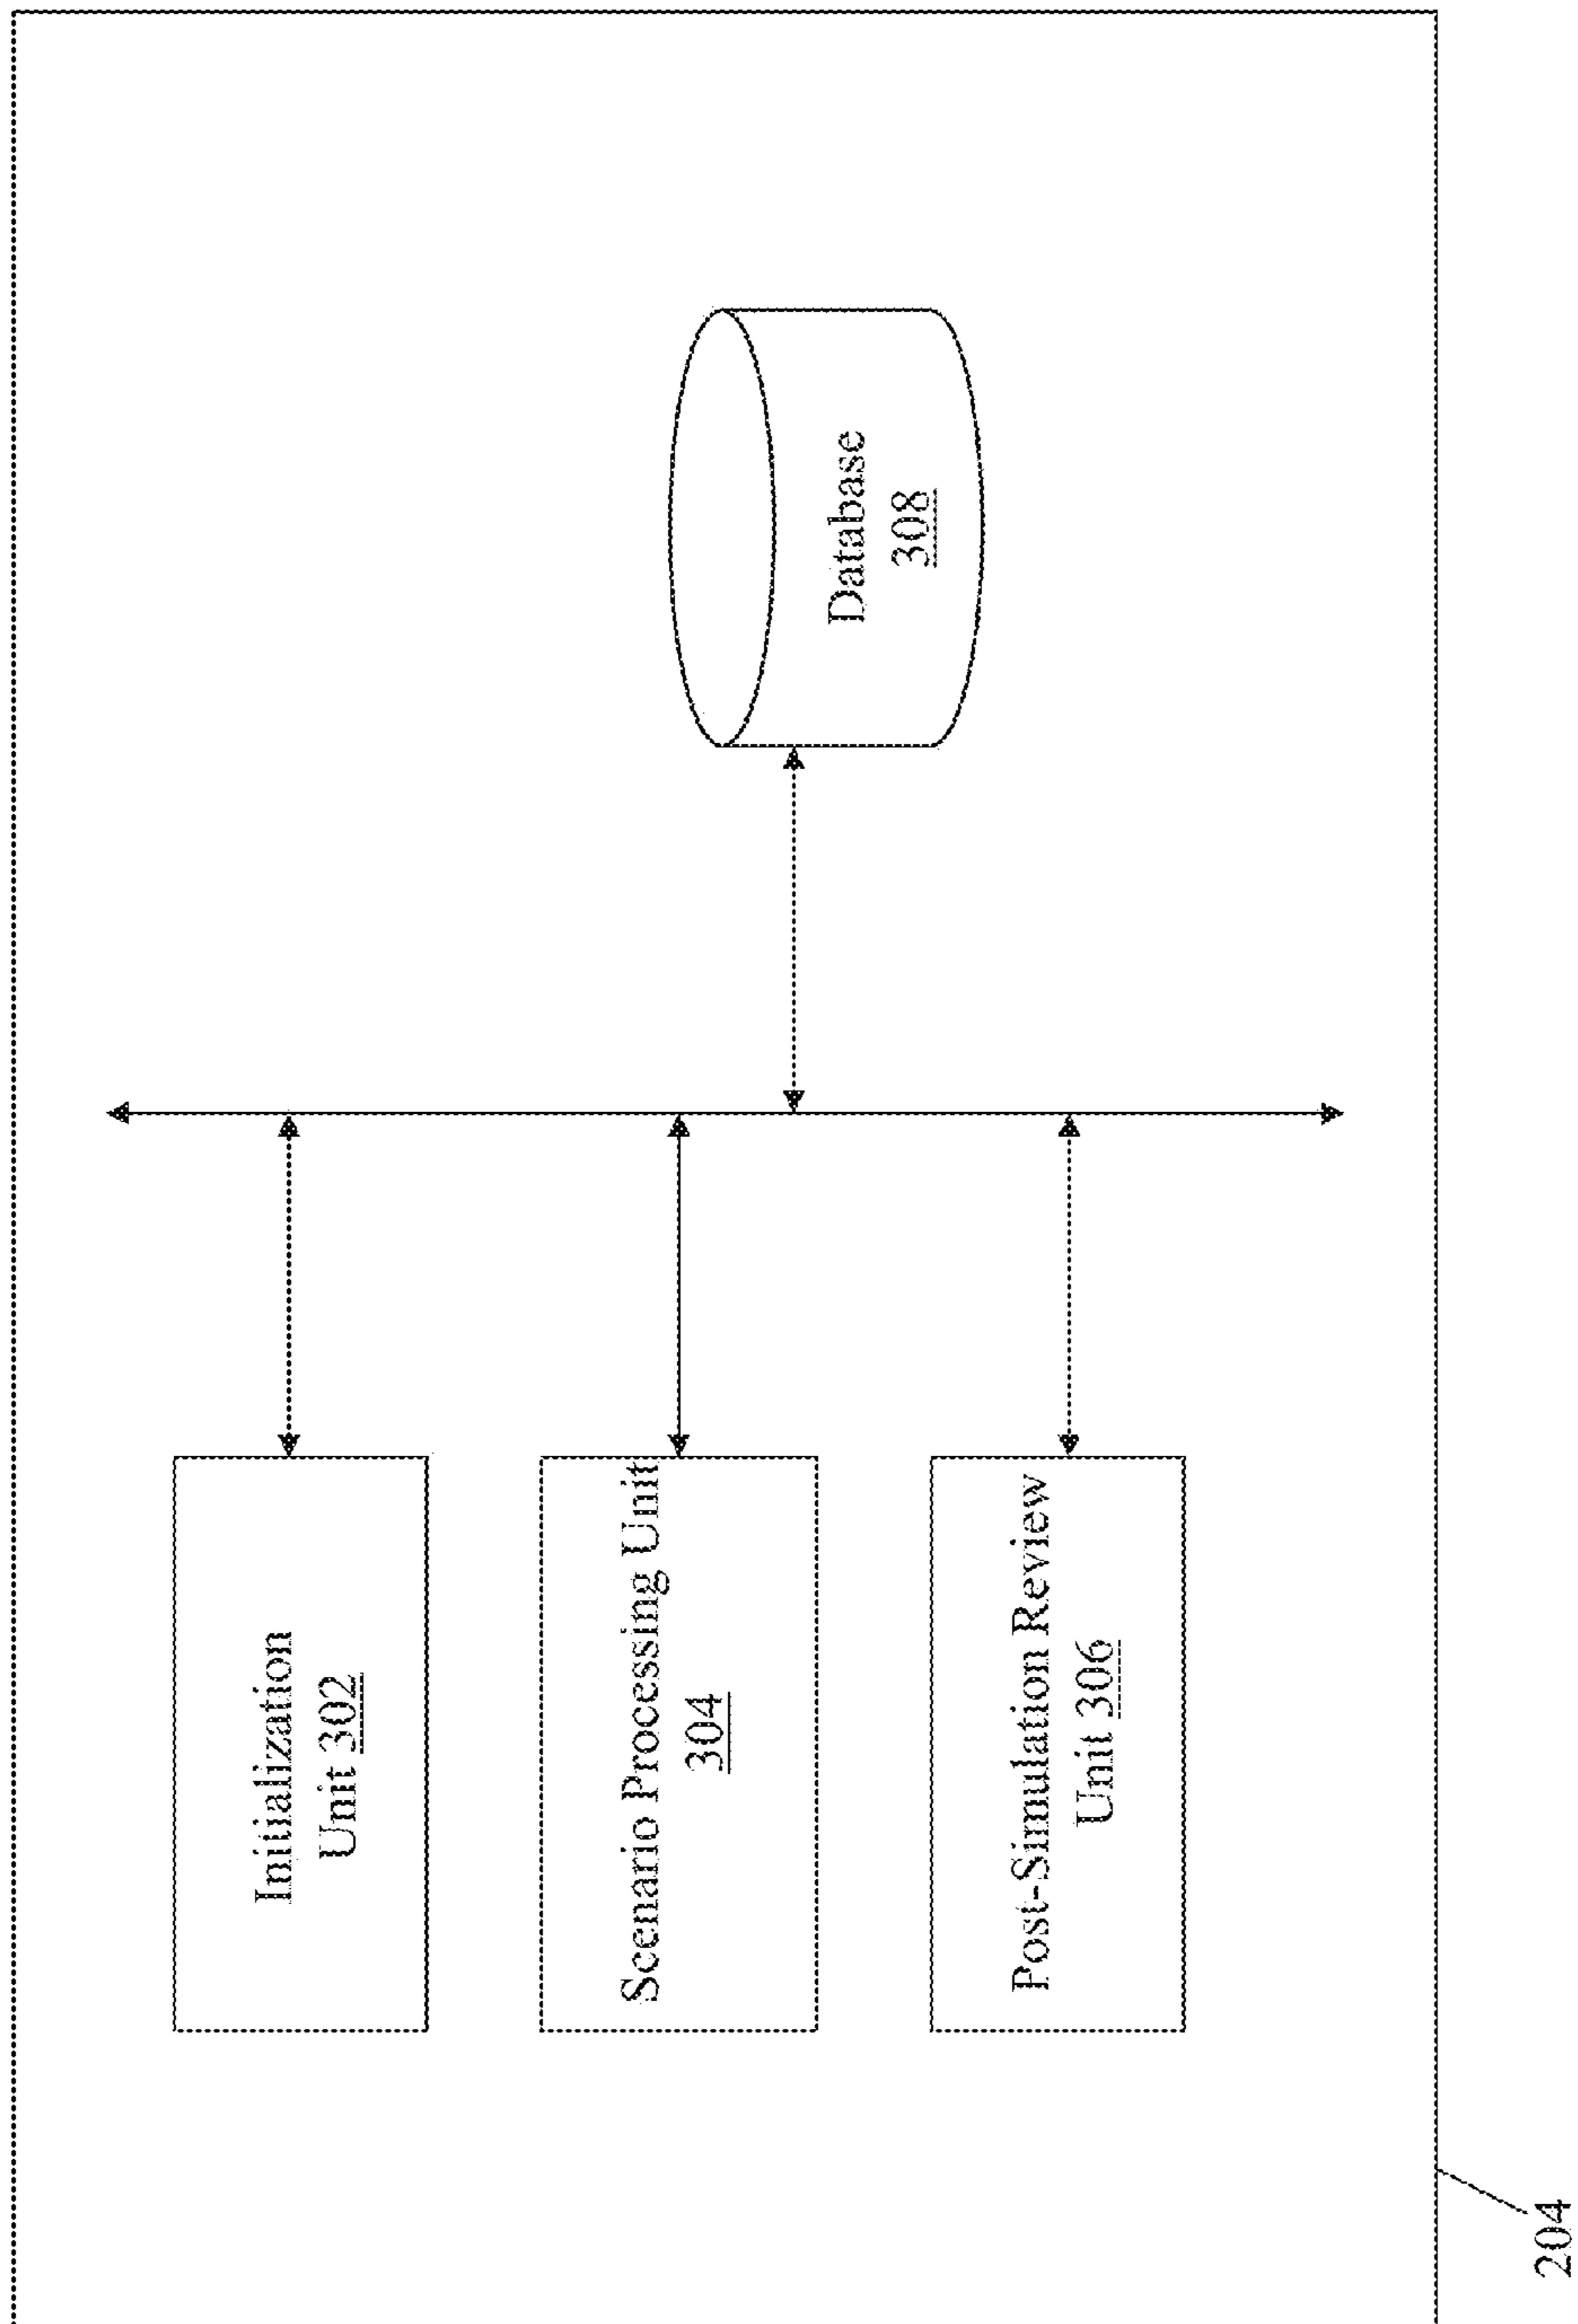 Initialization
Unit 302
Scenario Processing Unit
304
Post-Simulation Review
Unit 306
Database
308
204